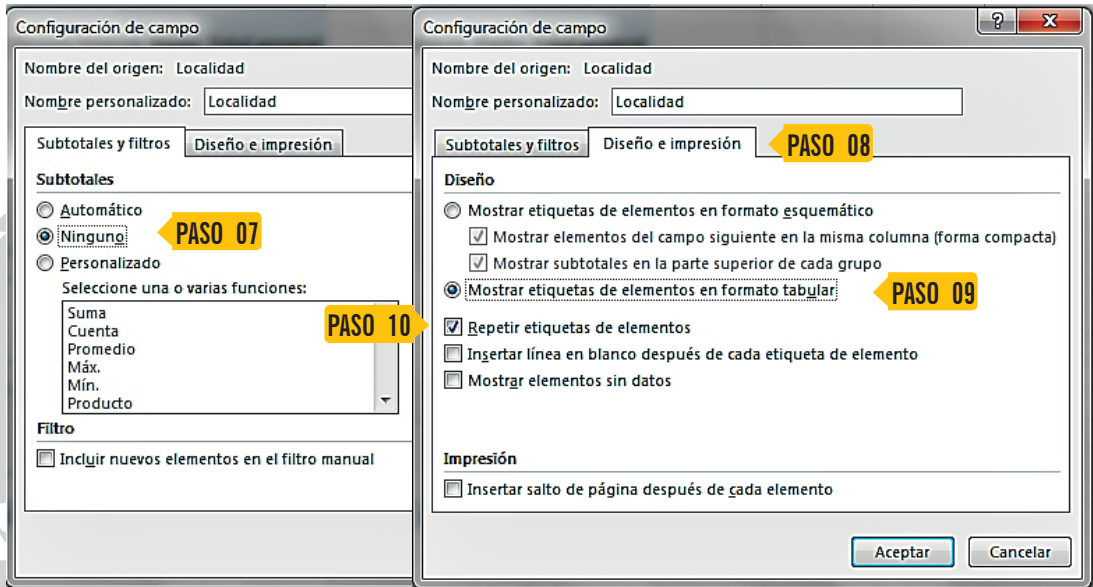 Configuración de campo
Nombre del origen: Localidad
Nombre personalizado: Localidad
Subtotales y filtros
Diseño e impresión
Subtotales
Automático
Ninguno
PASO 07
Personalizado
Seleccione una o varias funciones:
Suma
Cuenta
Promedio
Máx.
Mín.
Producto
Filtro
Incluir nuevos elementos en el filtro manual
Configuración de campo
?
X
Nombre del origen: Localidad
Nombre personalizado: Localidad
Subtotales y filtros
Diseño e impresión
PASO 08
Diseño
Mostrar etiquetas de elementos en formato esquemático
Mostrar elementos del campo siguiente en la misma columna (forma compacta)
Mostrar subtotales en la parte superior de cada grupo
Mostrar etiquetas de elementos en formato tabular
PASO 09
PASO 10
Repetir etiquetas de elementos
Insertar línea en blanco después de cada etiqueta de elemento
Mostrar elementos sin datos
Impresión
Insertar salto de página después de cada elemento
Aceptar
Cancelar